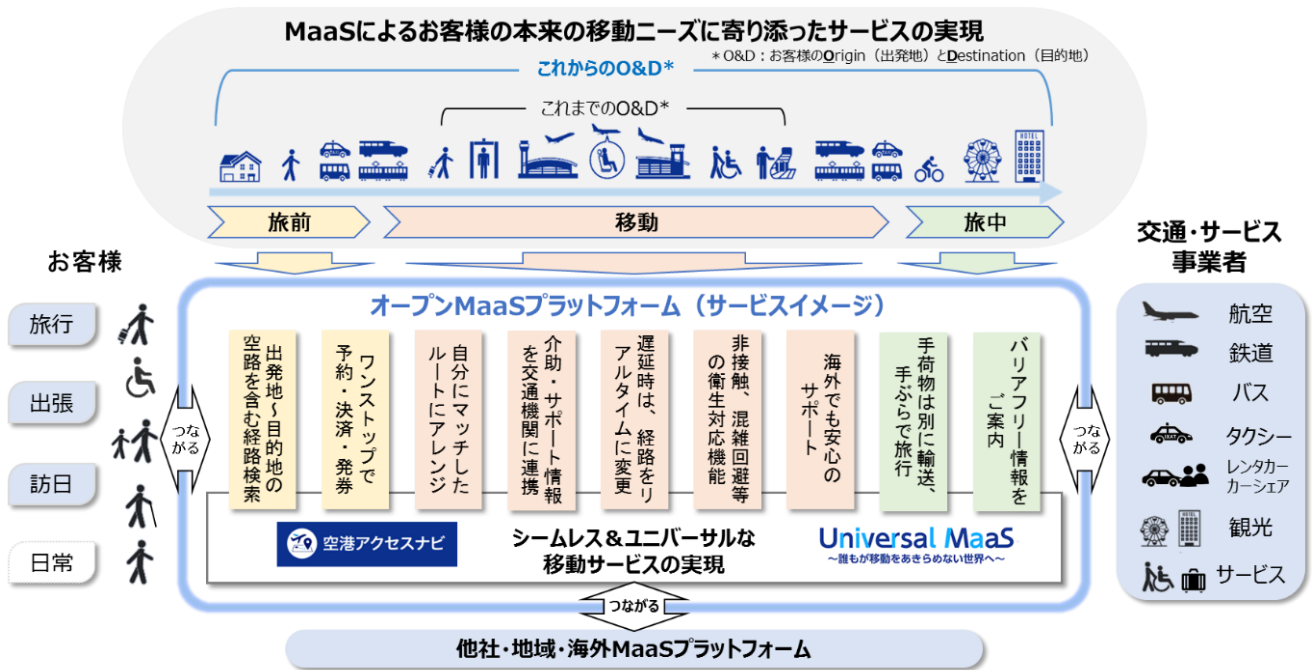 MaaSによるお客様の本来の移動ニーズに寄り添ったサービスの実現
＊O&D：お客様のOrigin（出発地）とDestination（目的地）
これからのO&D*
これまでのO&D*
HOTEL
旅前
移動
旅中
お客様
旅行
出張
訪日
日常
つな
がる
オープンMaaSプラットフォーム（サービスイメージ）
出発地～目的地の
空路を含む経路検索
ワンストップで
予約・決済・発券
自分にマッチした
ルートにアレンジ
介助・サポート情報
を交通機関に連携
遅延時は、経路をリ
アルタイムに変更
非接触、混雑回避等
の衛生対応機能
海外でも安心の
サポート
手荷物は別に輸送、
手ぶらで旅行
バリアフリー情報を
ご案内
空港アクセスナビ
シームレス＆ユニバーサルな
移動サービスの実現
Universal MaaS
～誰もが移動をあきらめない世界へ～
つな
がる
つながる
他社・地域・海外MaaSプラットフォーム
交通・サービス
事業者
航空
鉄道
バス
タクシー
レンタカー
カーシェア
HOTEL
観光
サービス